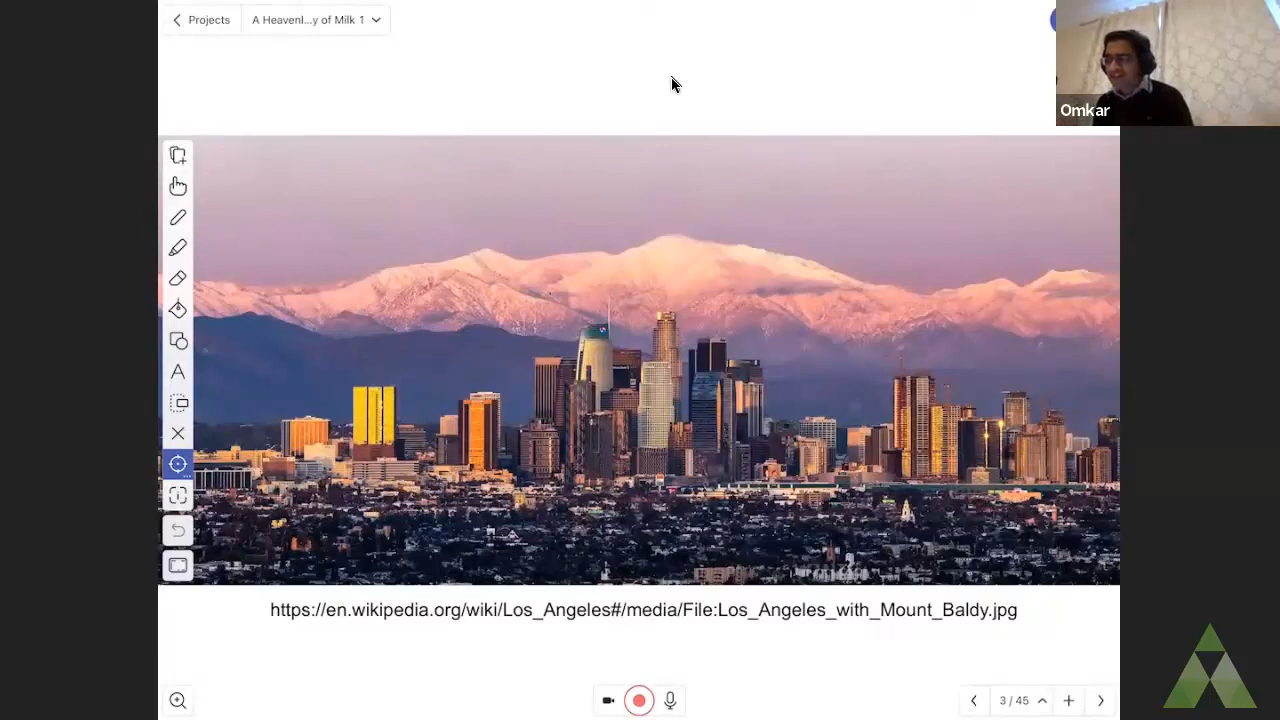 Projects
A Heavenl...y of Milk 1
Omkar
A
https://en.wikipedia.org/wiki/Los_Angeles#/media/File:Los_Angeles_with_Mount_Baldy.jpg
3 / 45